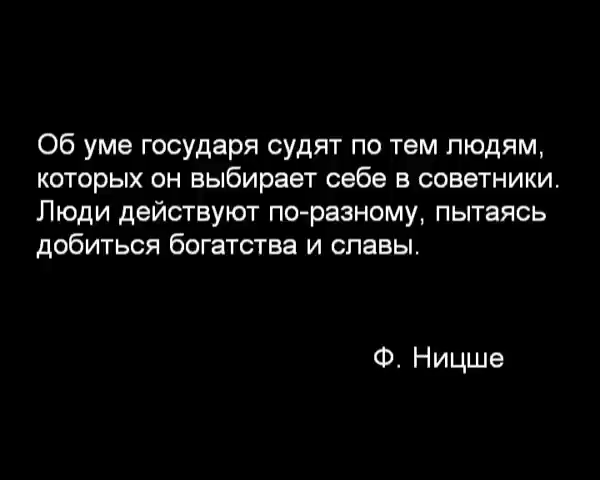 Об уме государя судят по тем людям,
которых он выбирает себе в советники.
Люди действуют по-разному, пытаясь
добиться богатства и славы.
Ф. Ницше